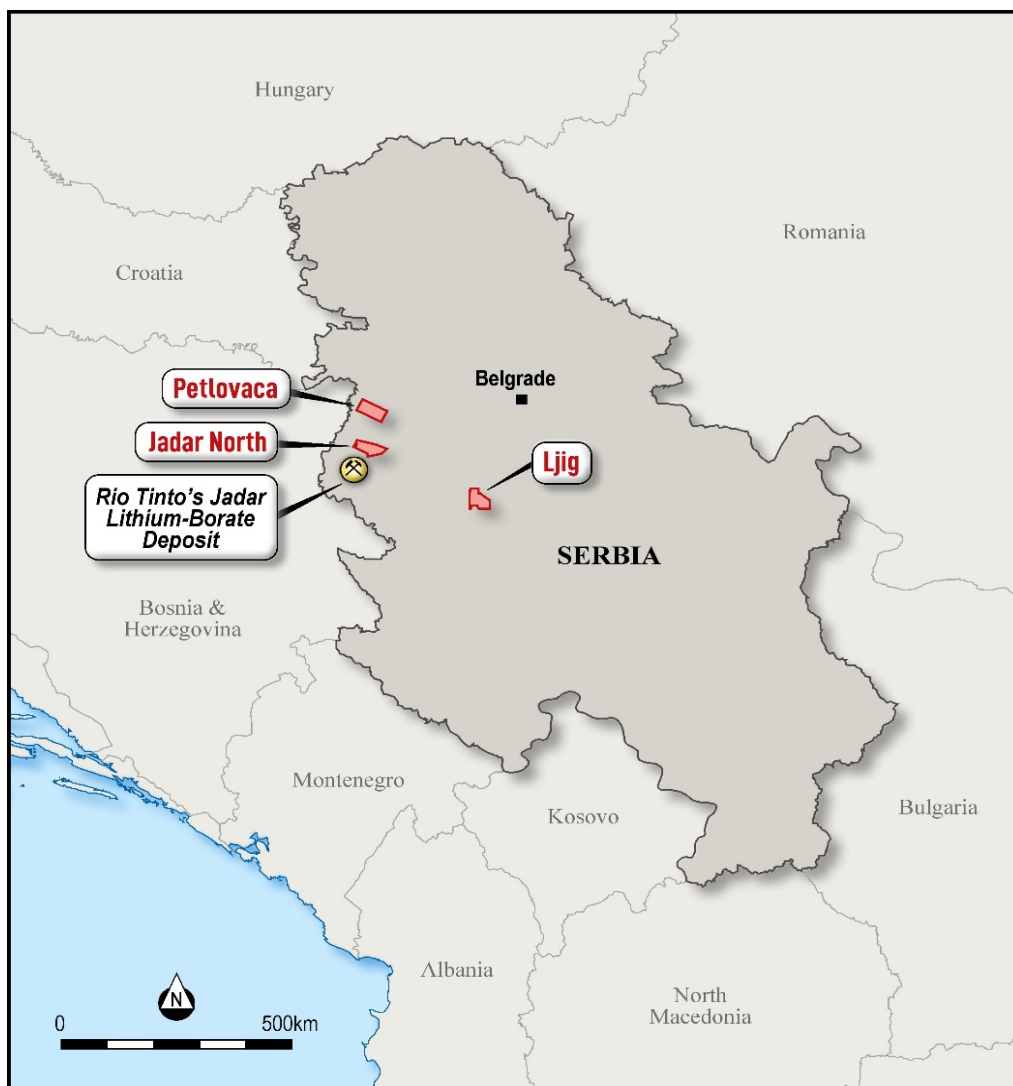 Hungary
Romania
Croatia
Belgrade
Petlovaca
Jadar North
Ljig
Rio Tinto's Jadar
Lithium-Borate
Deposit
SERBIA
Bosnia &
Herzegovina
Montenegro
Kosovo
Bulgaria
Albania
North
Macedonia
N
0 500km